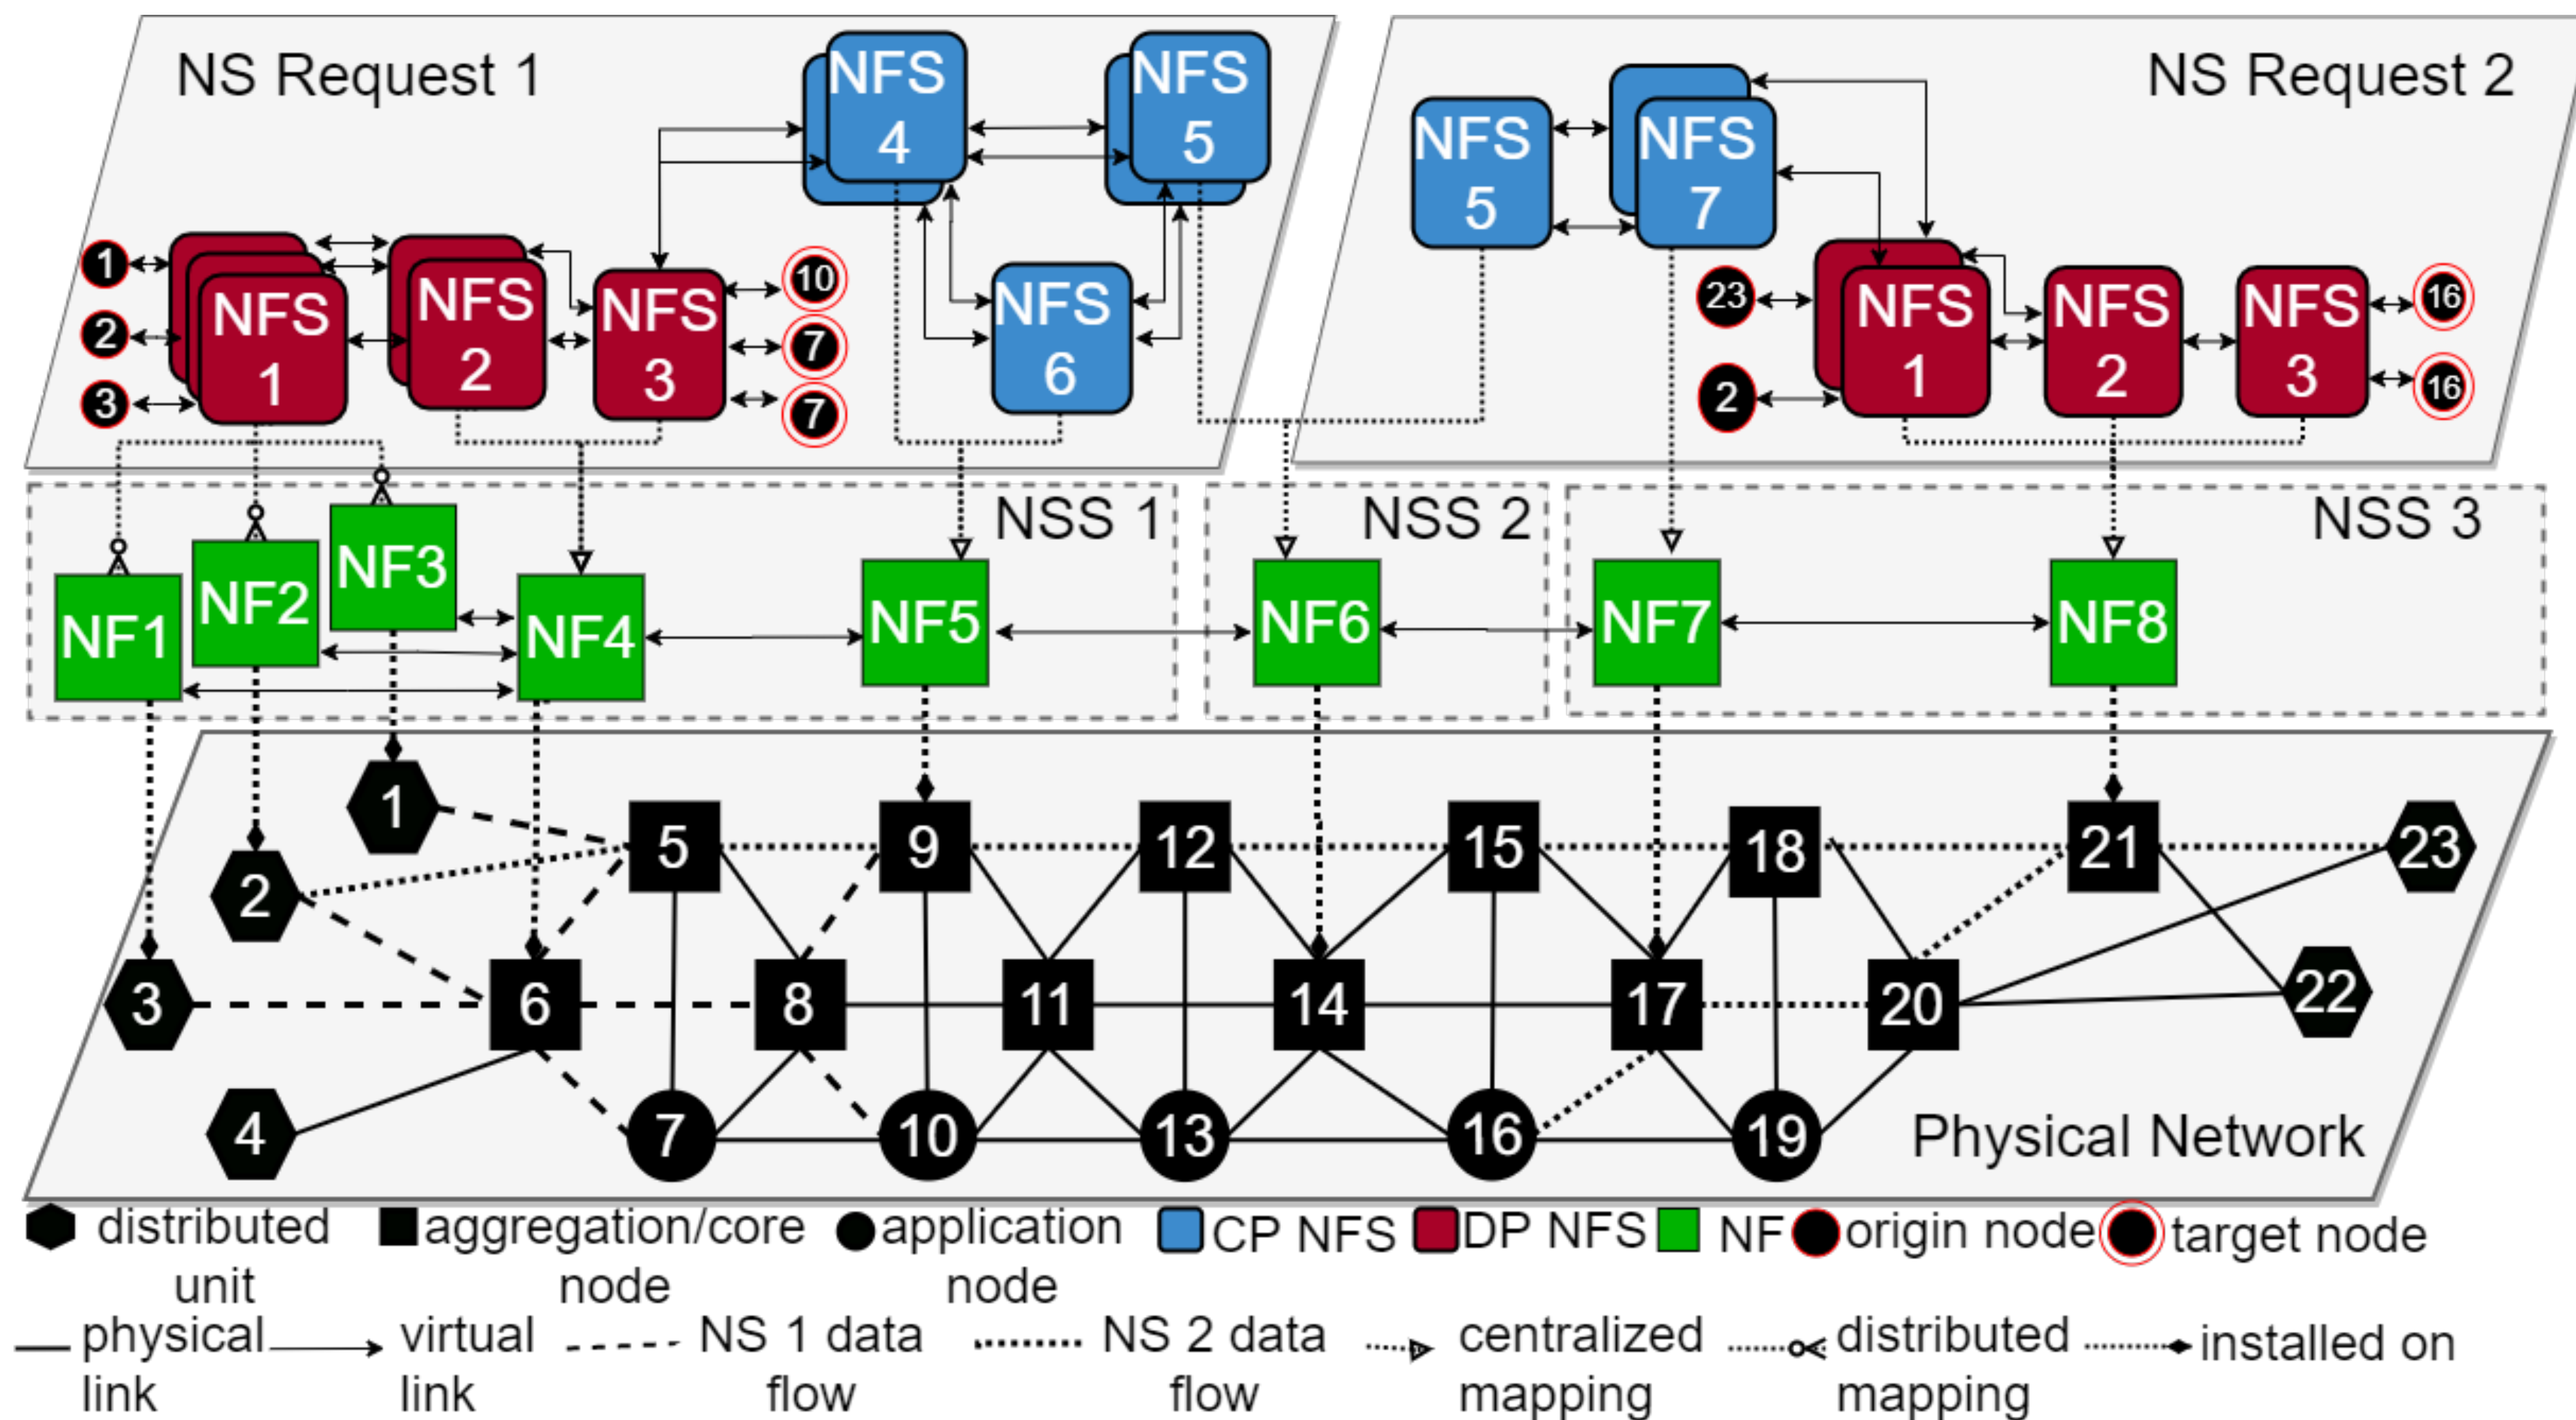 NS Request 1
NFS
4
NFS
5
1
2
3
NFS
1
NFS
2
NFS
3
10
7
7
NFS
6
NS Request 2
NFS
5
NFS
7
23
2
NFS
1
NFS
2
NFS
3
16
16
NSS 1
NSS 2
NSS 3
NF1
NF2
NF3
NF4
NF5
NF6
NF7
NF8
1
2
3
4
5
9
12
15
18
21
23
6
8
11
14
17
20
22
7
10
13
16
19
Physical Network
distributed
unit
aggregation/core
node
application
node
CP NFS
DP NFS
NF
origin node
target node
physical
link
virtual
link
NS 1 data
flow
NS 2 data
flow
centralized
mapping
distributed
mapping
installed on